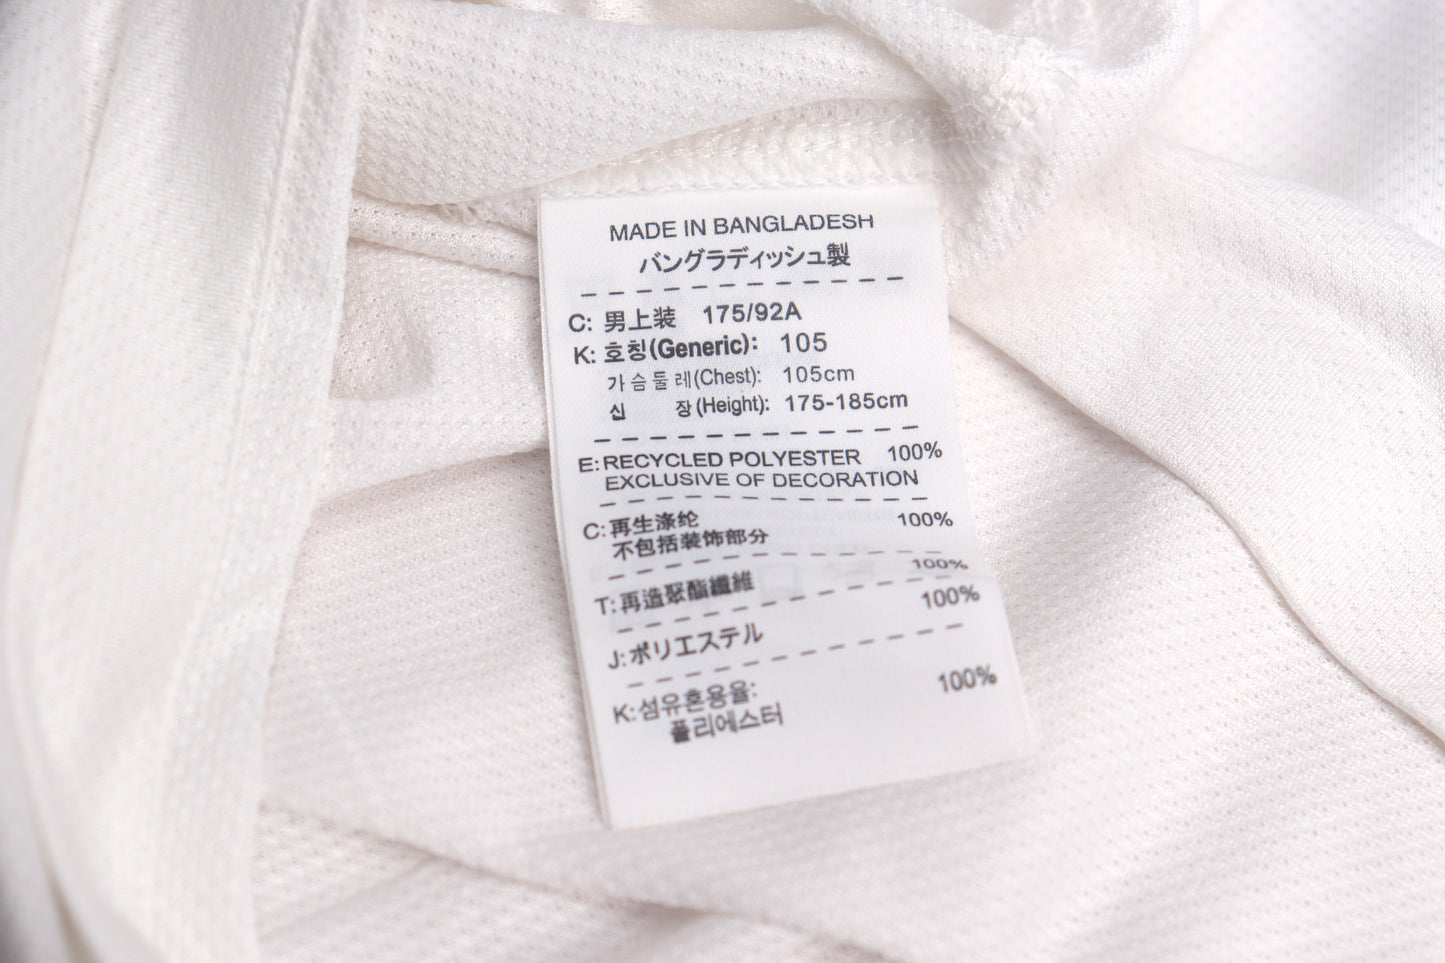 MADE IN BANGLADESH
バングラディッシュ製
C: 男上装 175/92A
K: 호칭(Generic): 105
가슴둘레(Chest): 105cm
신 장(Height): 175-185cm
E: RECYCLED POLYESTER 100%
EXCLUSIVE OF DECORATION
C: 再生涤纶 100%
不包括装饰部分
T: 再造聚酯纖維 100%
J: ポリエステル 100%
K: 섬유혼용율:
폴리에스터 100%